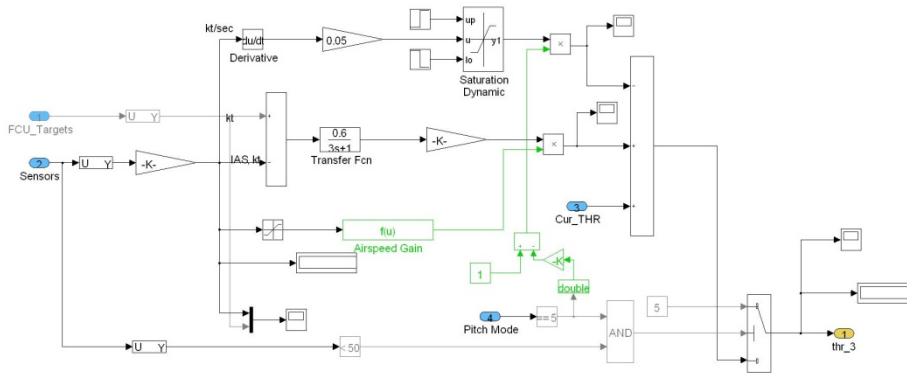 kt/sec
du/dt
Derivative
0.05
up
u
lo
y1
Saturation
Dynamic
×
1
FCU_Targets
U Y
kt
+
-
0.6
3s+1
Transfer Fcn
-K-
×
-
+
+
2
Sensors
U Y
-K-
IAS, kt
3
Cur_THR
f(u)
Airspeed Gain
+ -
-K
1
double
4
Pitch Mode
== 5
AND
5
U Y
< 50
1
thr_3